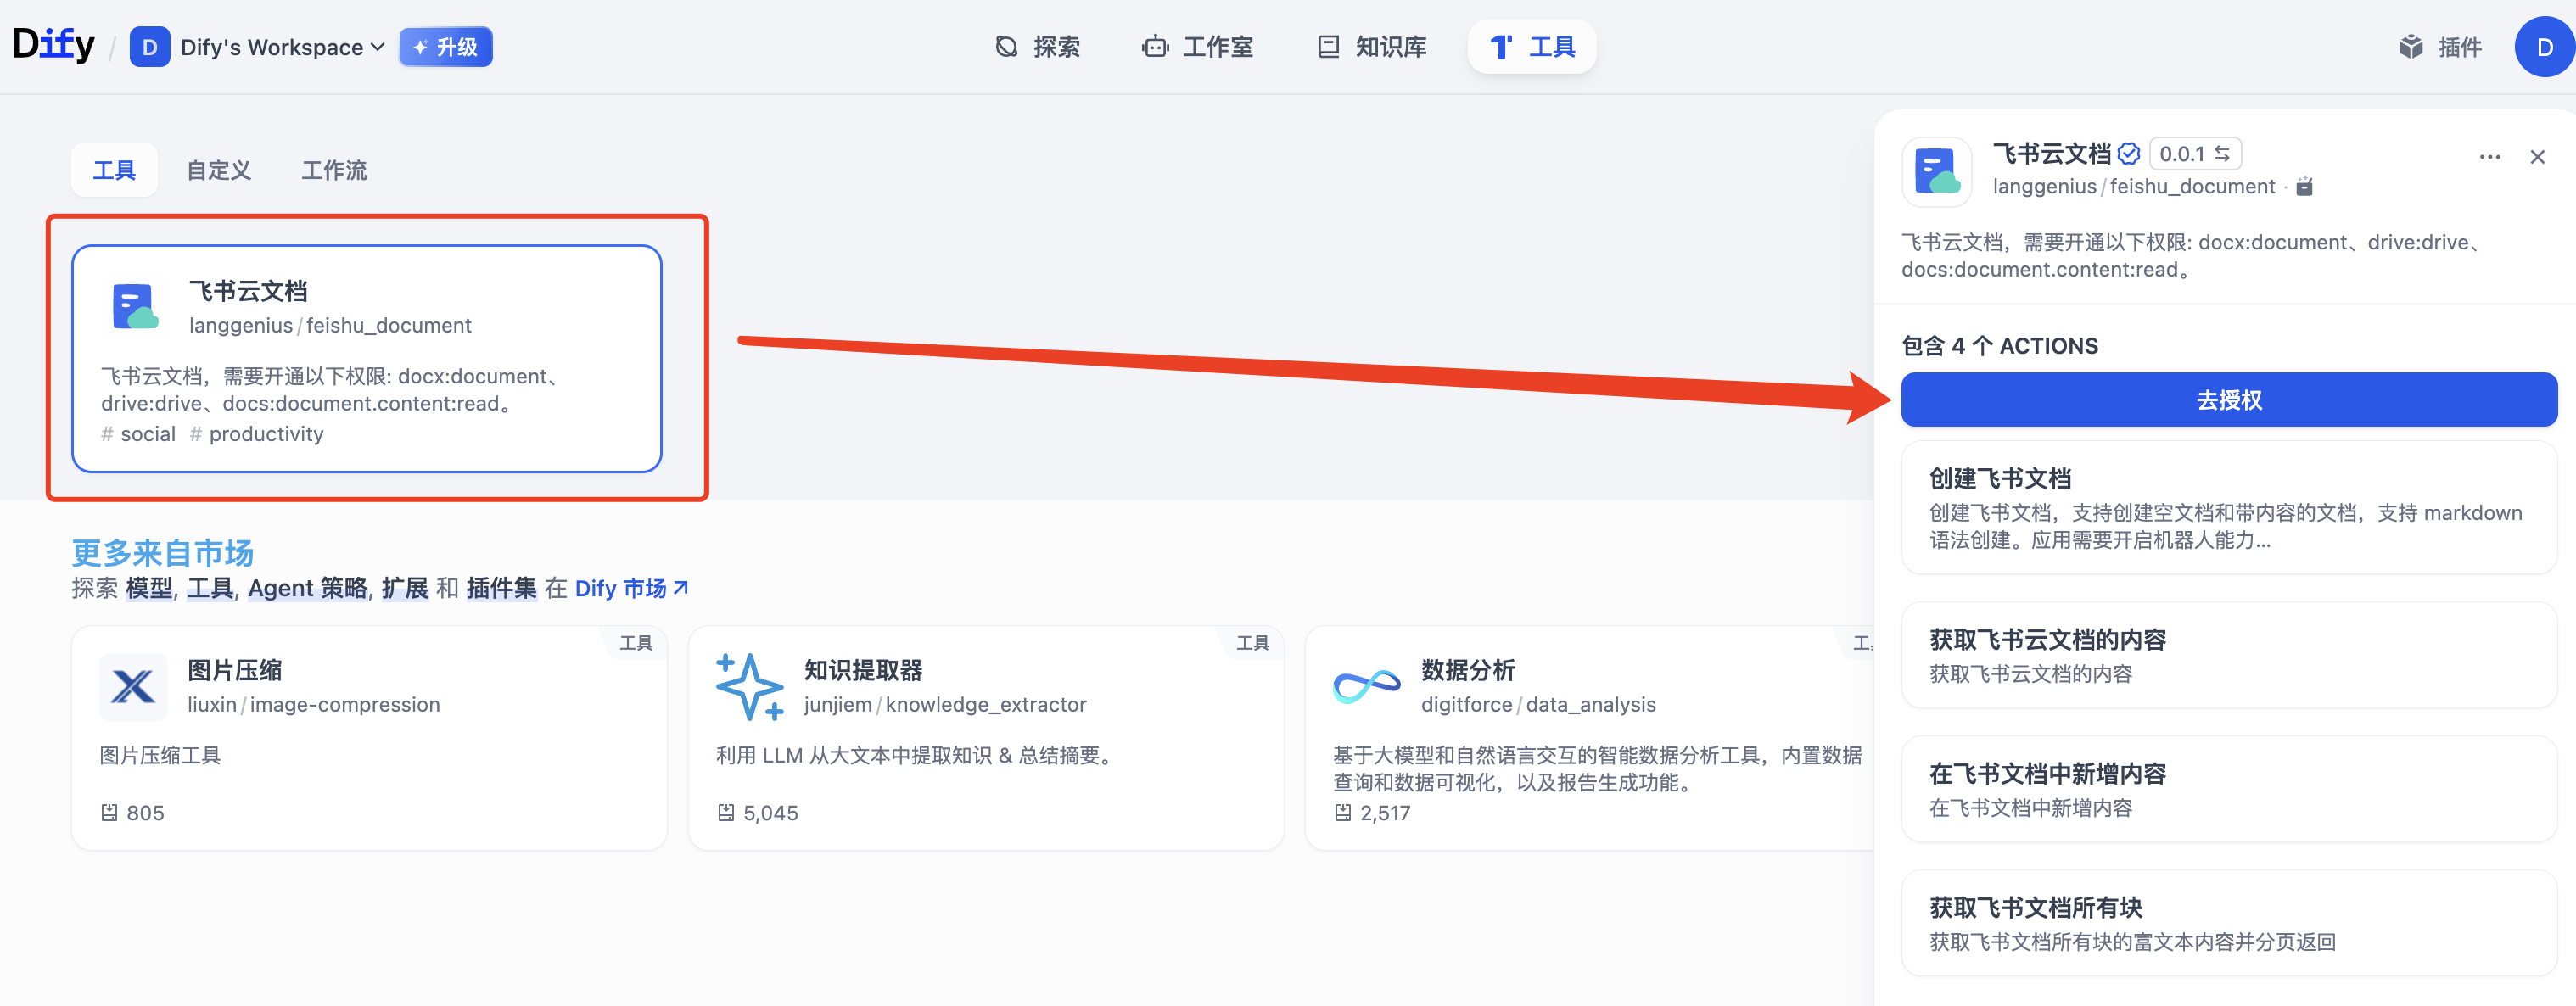 Dify / D Dify's Workspace 升级
探索 工作室 知识库 工具
插件 D
工具 自定义 工作流
飞书云文档
langgenius / feishu_document
飞书云文档，需要开通以下权限: docx:document、
drive:drive、docs:document.content:read。
# social # productivity
更多来自市场
探索 模型, 工具, Agent 策略, 扩展 和 插件集 在 Dify 市场
工具
图片压缩
liuxin / image-compression
图片压缩工具
805
工具
知识提取器
junjiem / knowledge_extractor
利用 LLM 从大文本中提取知识 & 总结摘要。
5,045
工
数据分析
digitforce / data_analysis
基于大模型和自然语言交互的智能数据分析工具，内置数据
查询和数据可视化，以及报告生成功能。
2,517
飞书云文档 0.0.1
langgenius / feishu_document ·
飞书云文档，需要开通以下权限: docx:document、drive:drive、
docs:document.content:read。
包含 4 个 ACTIONS
去授权
创建飞书文档
创建飞书文档，支持创建空文档和带内容的文档，支持 markdown
语法创建。应用需要开启机器人能力...
获取飞书云文档的内容
获取飞书云文档的内容
在飞书文档中新增内容
在飞书文档中新增内容
获取飞书文档所有块
获取飞书文档所有块的富文本内容并分页返回